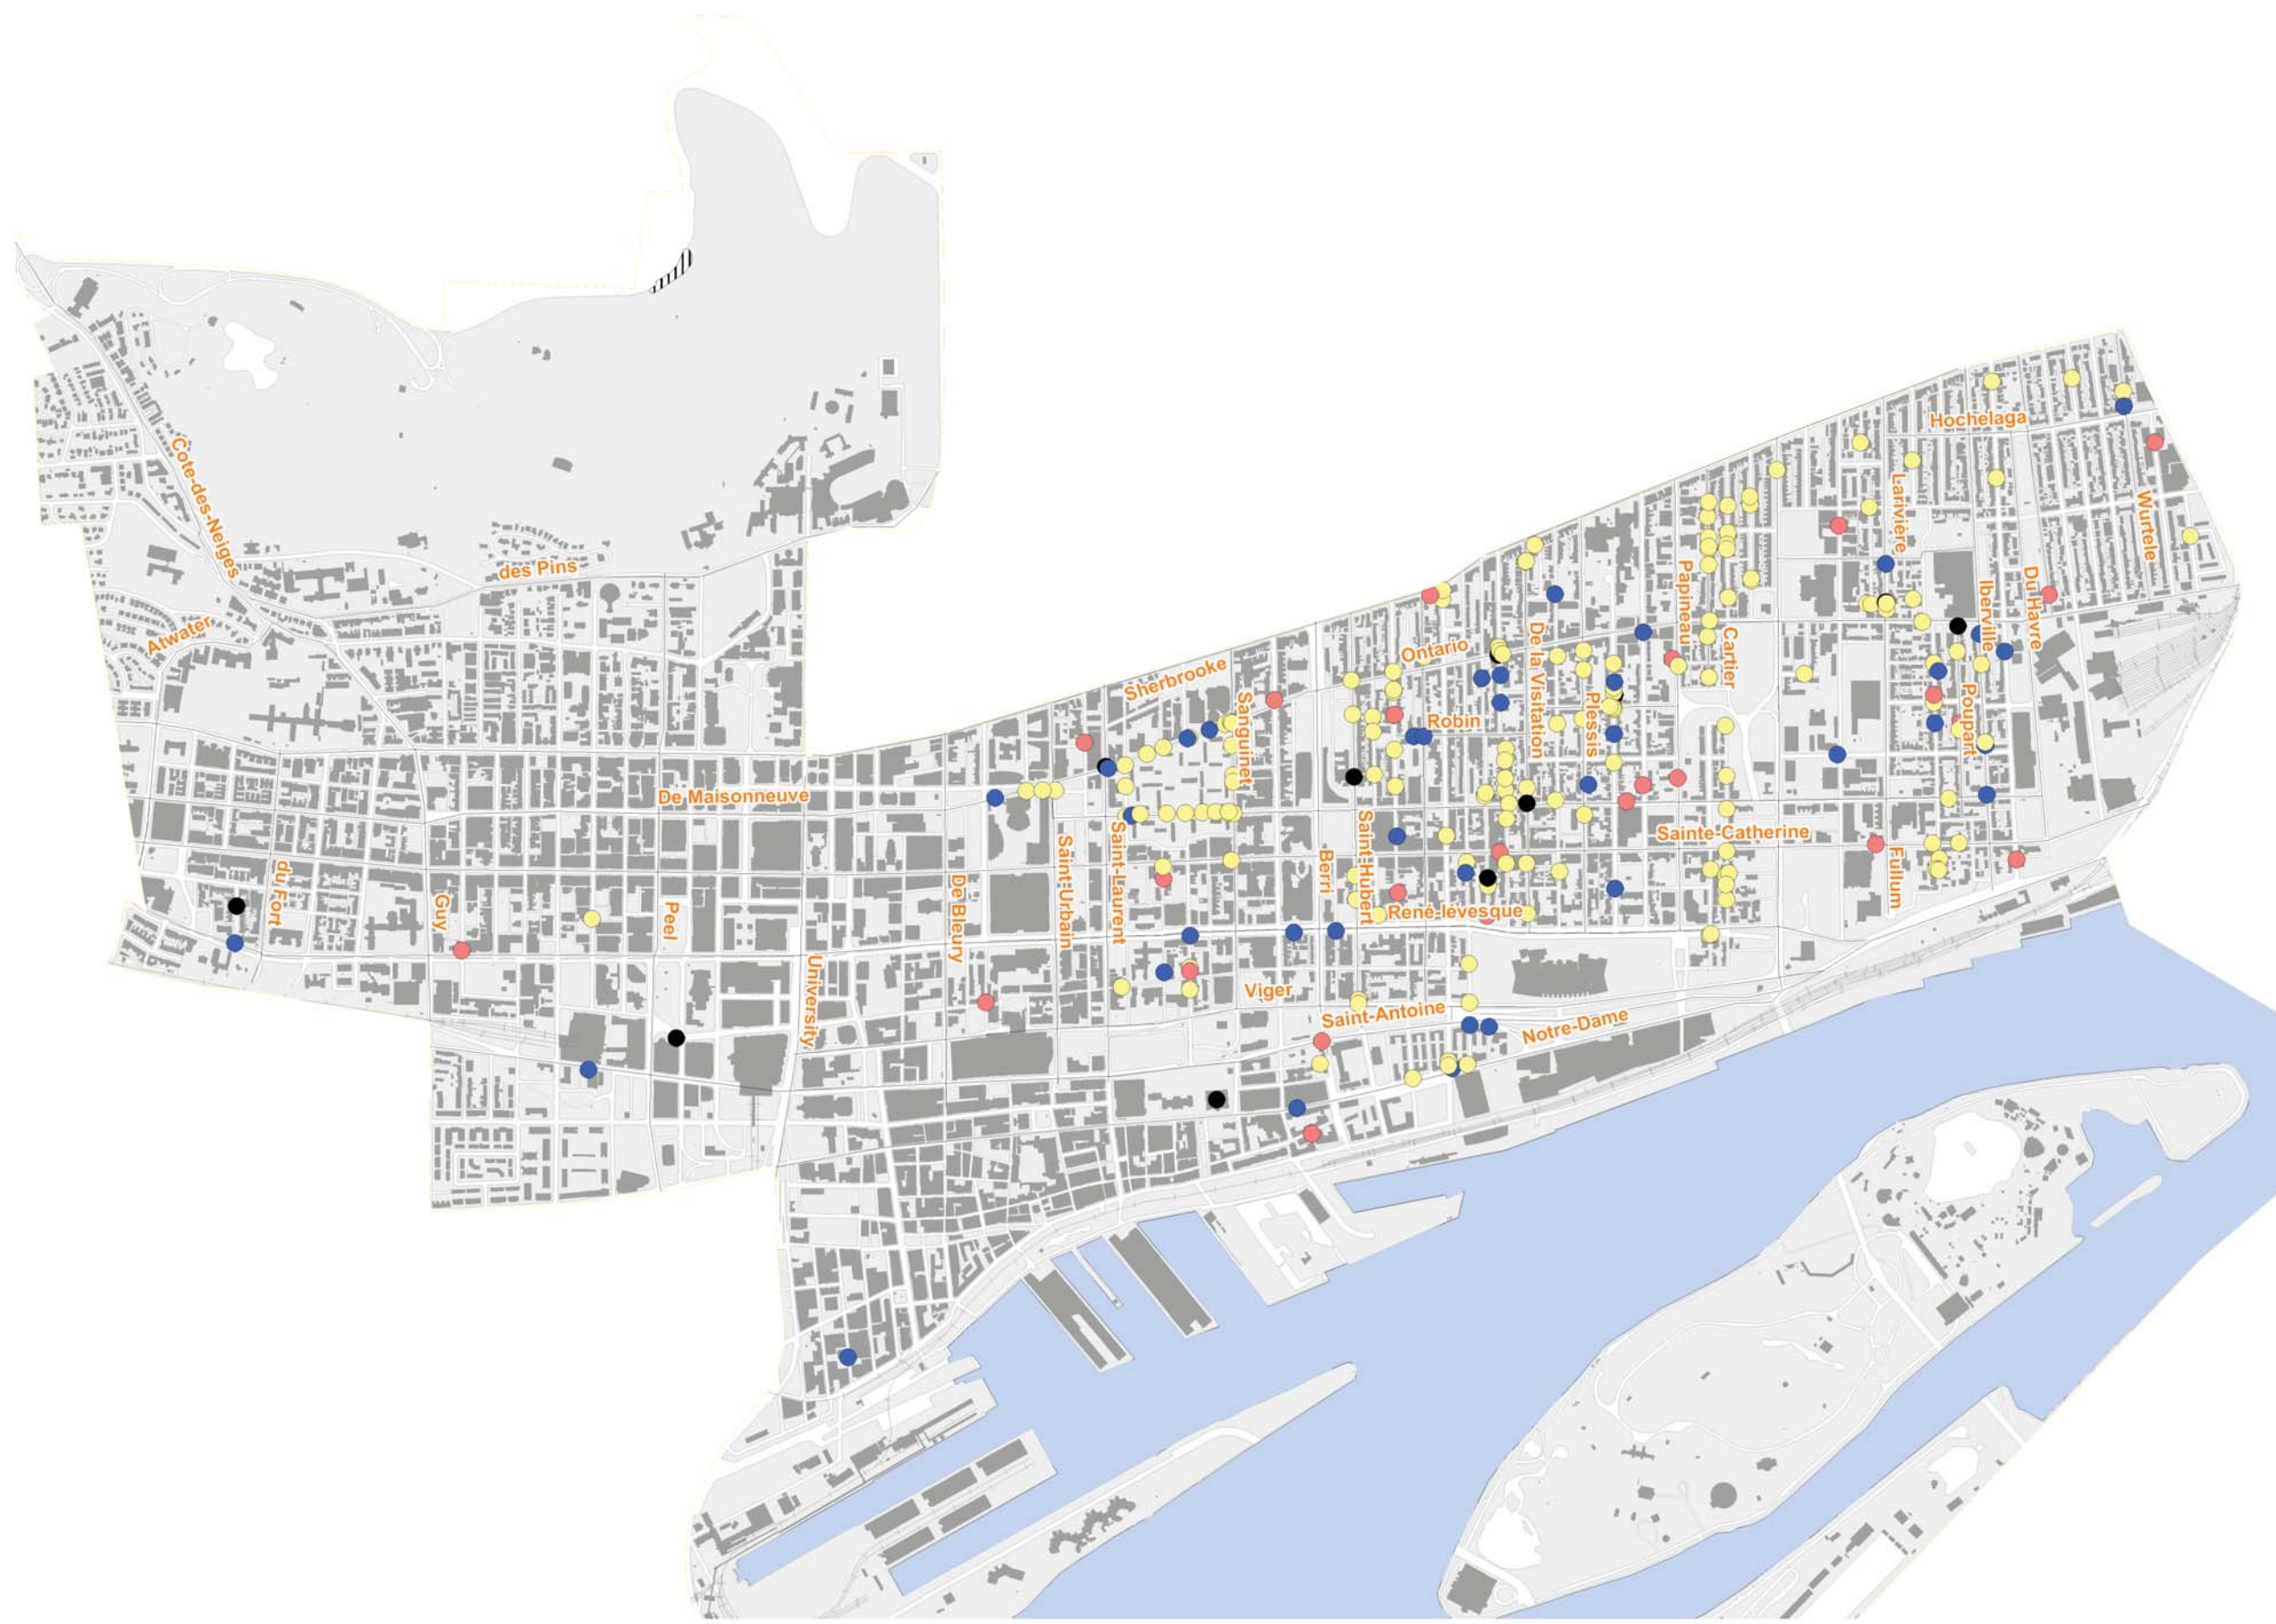 Hochelaga
Cote-des-Neiges
Larivière
Wurtele
des Pins
Papineau
Iberville
Du Havre
Atwater
De la Visitation
Cartier
Ontario
Sherbrooke
Sanguinet
Plessis
Poupart
Robin
De Maisonneuve
Sainte-Catherine
Saint-Urbain
Saint-Laurent
Saint-Hubert
Berri
Fullum
du Fort
De Bleury
Guy
Peel
René-lévesque
University
Viger
Saint-Antoine
Notre-Dame